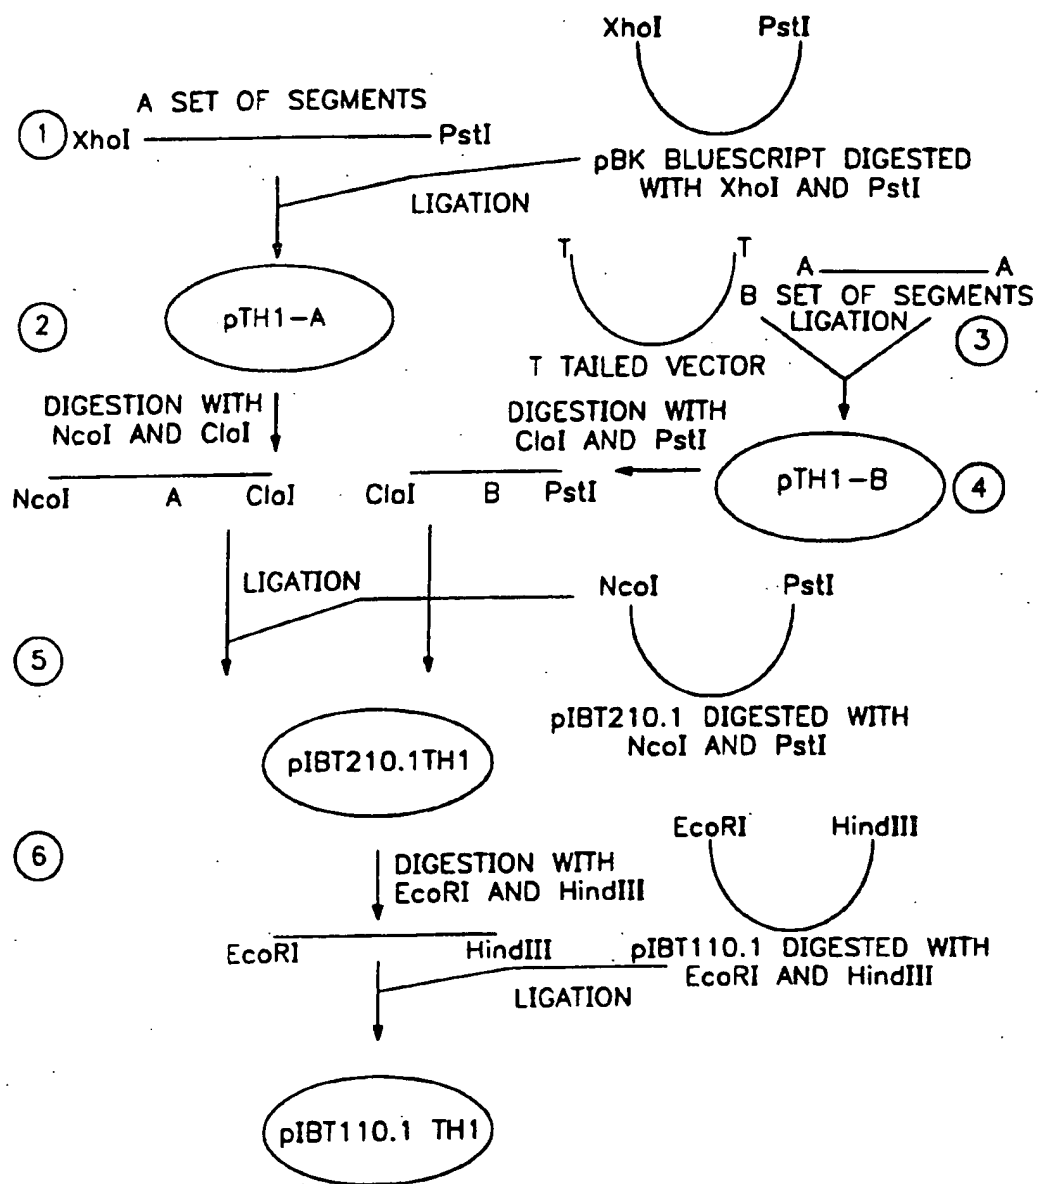 XhoI PstI
A SET OF SEGMENTS
1 XhoI PstI
pBK BLUESCRIPT DIGESTED
WITH XhoI AND PstI
LIGATION
T T
A A
B SET OF SEGMENTS
LIGATION
2
pTH1-A
3
T TAILED VECTOR
DIGESTION WITH
NcoI AND ClaI
DIGESTION WITH
ClaI AND PstI
pTH1-B
4
NcoI A ClaI ClaI B PstI
LIGATION
NcoI PstI
5
pIBT210.1 DIGESTED WITH
NcoI AND PstI
pIBT210.1TH1
6
EcoRI HindIII
DIGESTION WITH
EcoRI AND HindIII
EcoRI HindIII
pIBT110.1 DIGESTED WITH
EcoRI AND HindIII
LIGATION
pIBT110.1 TH1